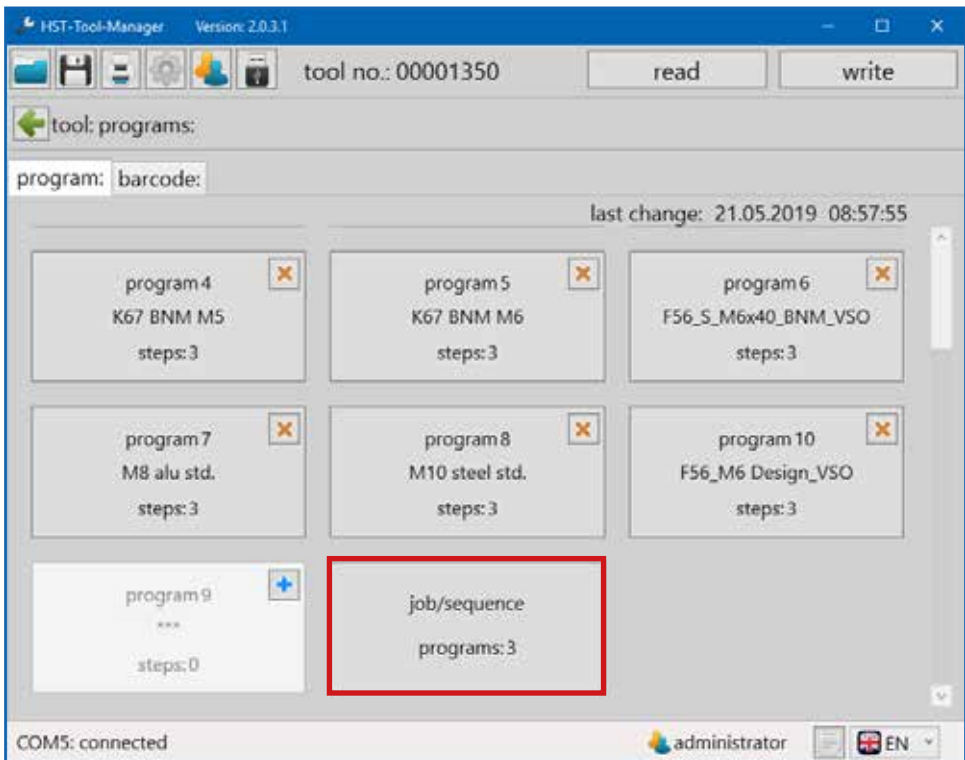 HST-Tool-Manager Version: 2.0.3.1
tool no.: 00001350 read write
tool: programs:
program: barcode:
last change: 21.05.2019 08:57:55
program 4
K67 BNM M5
steps: 3
program 5
K67 BNM M6
steps: 3
program 6
F56_S_M6x40_BNM_VSO
steps: 3
program 7
M8 alu std.
steps: 3
program 8
M10 steel std.
steps: 3
program 10
F56_M6 Design_VSO
steps: 3
program 9
***
steps: 0
job/sequence
programs: 3
COM5: connected administrator EN